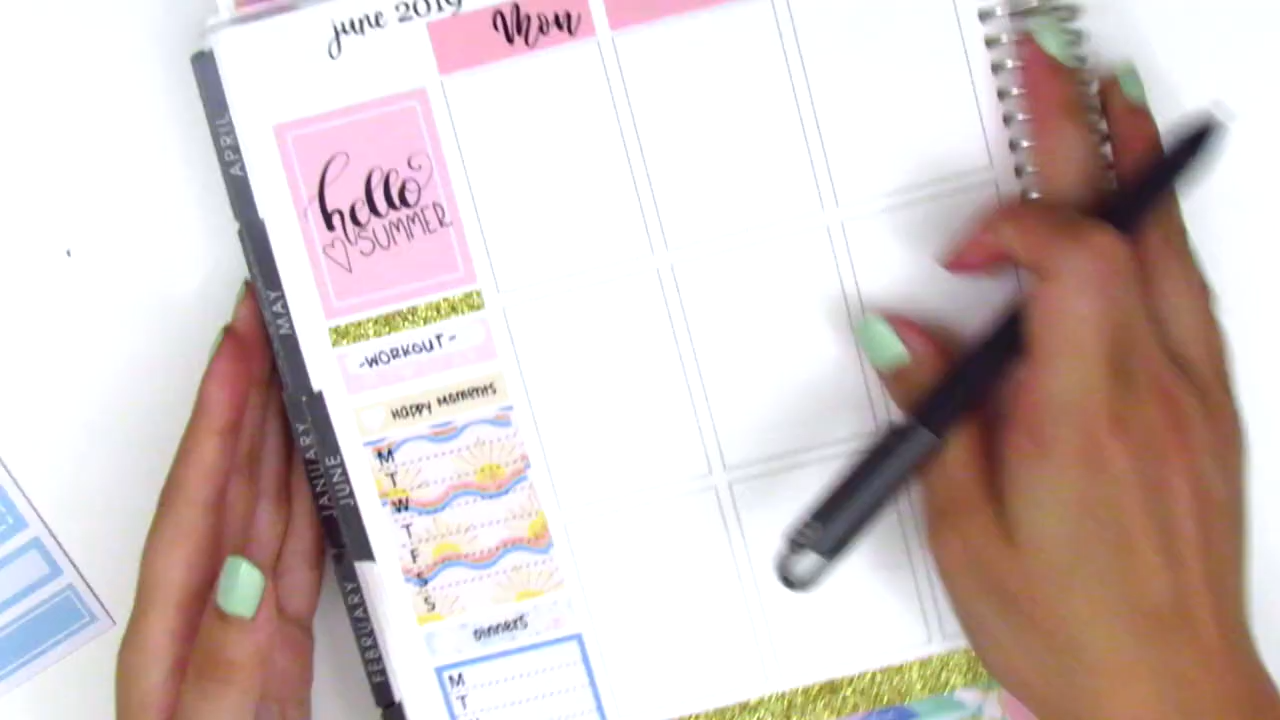 june 2019
Mon
hello
SUMMER
-WORKOUT-
Happy Moments
M
T
W
T
F
S
S
Dinners
M
T
APRIL
MAY
JANUARY
JUNE
FEBRUARY